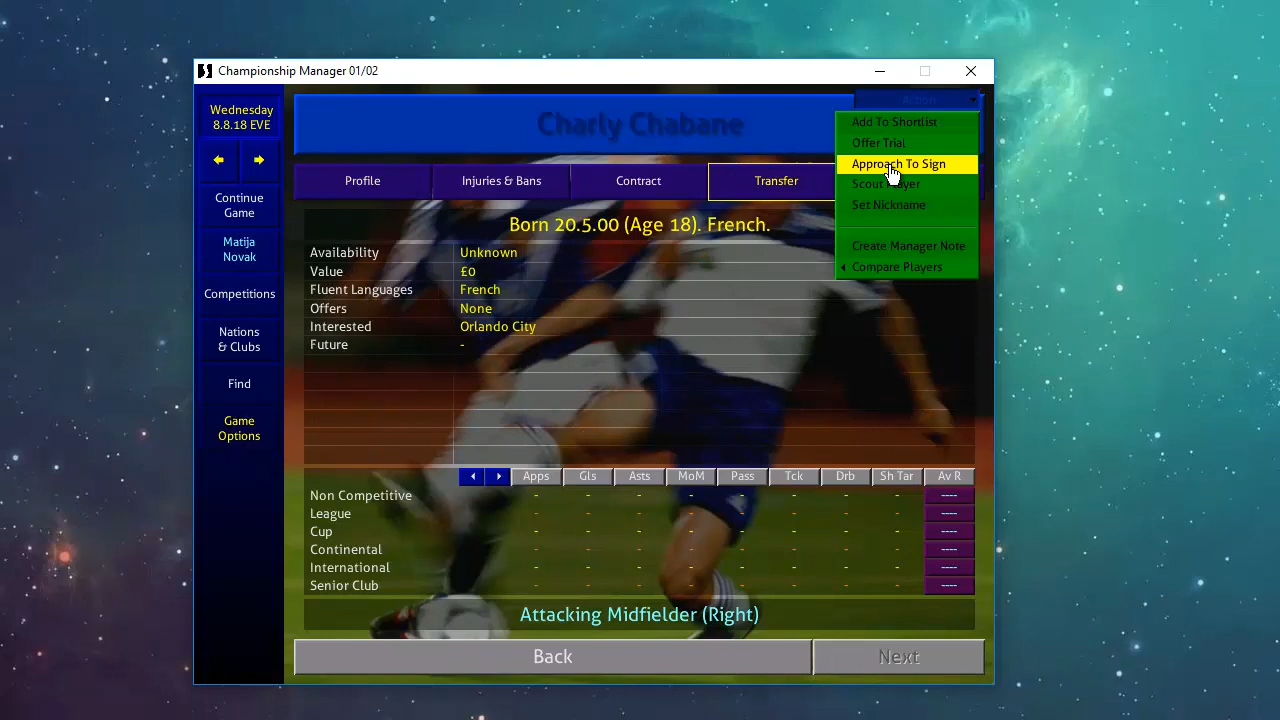 Championship Manager 01/02
Wednesday
8.8.18 EVE
Continue
Game
Matija
Novak
Competitions
Nations
& Clubs
Find
Game
Options
Charly Chabane
Action
Add To Shortlist
Offer Trial
Approach To Sign
Scout Player
Set Nickname
Create Manager Note
Compare Players
Profile
Injuries & Bans
Contract
Transfer
Born 20.5.00 (Age 18). French.
Availability Unknown
Value £0
Fluent Languages French
Offers None
Interested Orlando City
Future -
Apps Gls Asts MoM Pass Tck Drb Sh Tar Av R
Non Competitive - - - - - - - - ----
League - - - - - - - - ----
Cup - - - - - - - - ----
Continental - - - - - - - - ----
International - - - - - - - - ----
Senior Club - - - - - - - - ----
Attacking Midfielder (Right)
Back
Next